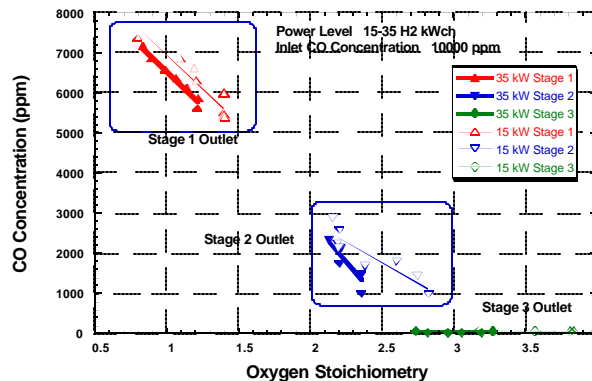 8000
7000
6000
5000
4000
3000
2000
1000
0
CO Concentration (ppm)
Power Level 15-35 H2 kWch
Inlet CO Concentration 10000 ppm
35 kW Stage 1
35 kW Stage 2
35 kW Stage 3
15 kW Stage 1
15 kW Stage 2
15 kW Stage 3
Stage 1 Outlet
Stage 2 Outlet
Stage 3 Outlet
0.5 1 1.5 2 2.5 3 3.5 4
Oxygen Stoichiometry